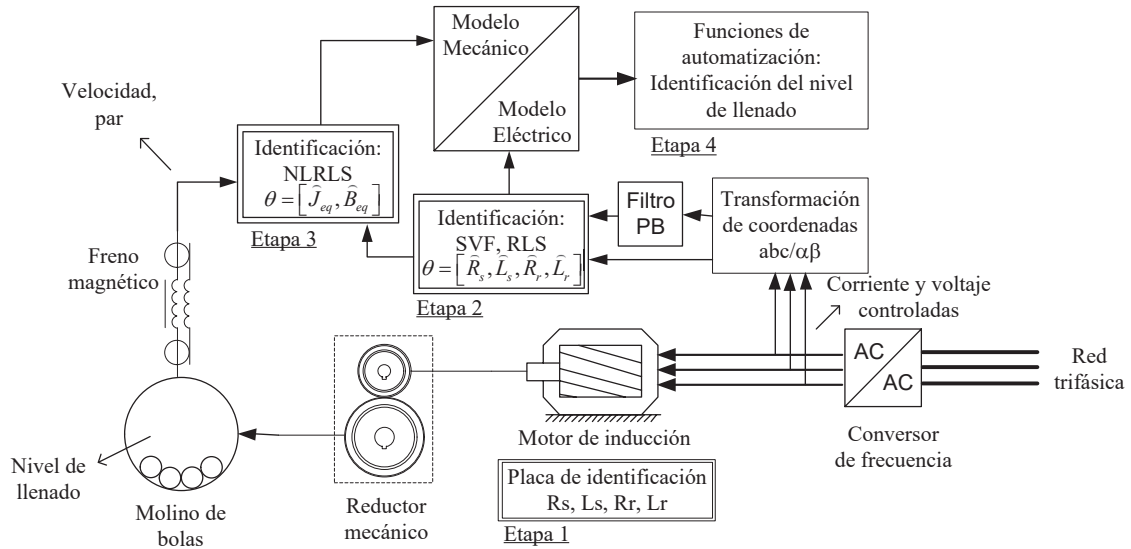 Modelo
Mecánico
Modelo
Eléctrico
Funciones de
automatización:
Identificación del nivel
de llenado
Etapa 4
Velocidad,
par
Identificación:
NLRLS
θ = [Ĵeq, B̂eq]
Etapa 3
Identificación:
SVF, RLS
θ = [R̂s, L̂s, R̂r, L̂r]
Etapa 2
Filtro
PB
Transformación
de coordenadas
abc/αβ
Freno
magnético
Corriente y voltaje
controladas
AC
AC
Red
trifásica
Motor de inducción
Conversor
de frecuencia
Nivel de
llenado
Molino de
bolas
Reductor
mecánico
Placa de identificación
Rs, Ls, Rr, Lr
Etapa 1